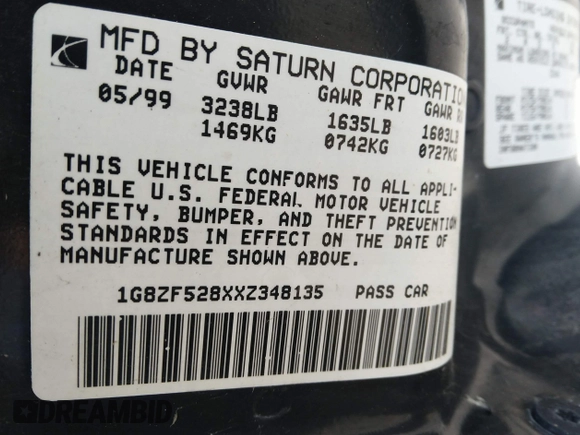 MFD BY SATURN CORPORATION
DATE GVWR GAWR FRT GAWR
05/99 3238LB 1635LB 1603LB
1469KG 0742KG 0727KG
THIS VEHICLE CONFORMS TO ALL APPLI-
CABLE U.S. FEDERAL MOTOR VEHICLE
SAFETY, BUMPER, AND THEFT PREVENTION
STANDARDS IN EFFECT ON THE DATE OF
MANUFACTURE SHOWN ABOVE.
1G8ZF528XXZ348135 PASS CAR
DREAMBID